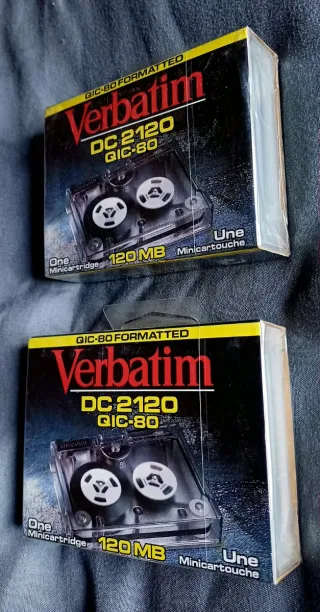 QIC-80 FORMATTED
Verbatim
DC 2120
QIC-80
One
Minicartridge
120 MB
Une
Minicartouche
QIC-80 FORMATTED
Verbatim
DC 2120
QIC-80
One
Minicartridge
120 MB
Une
Minicartouche